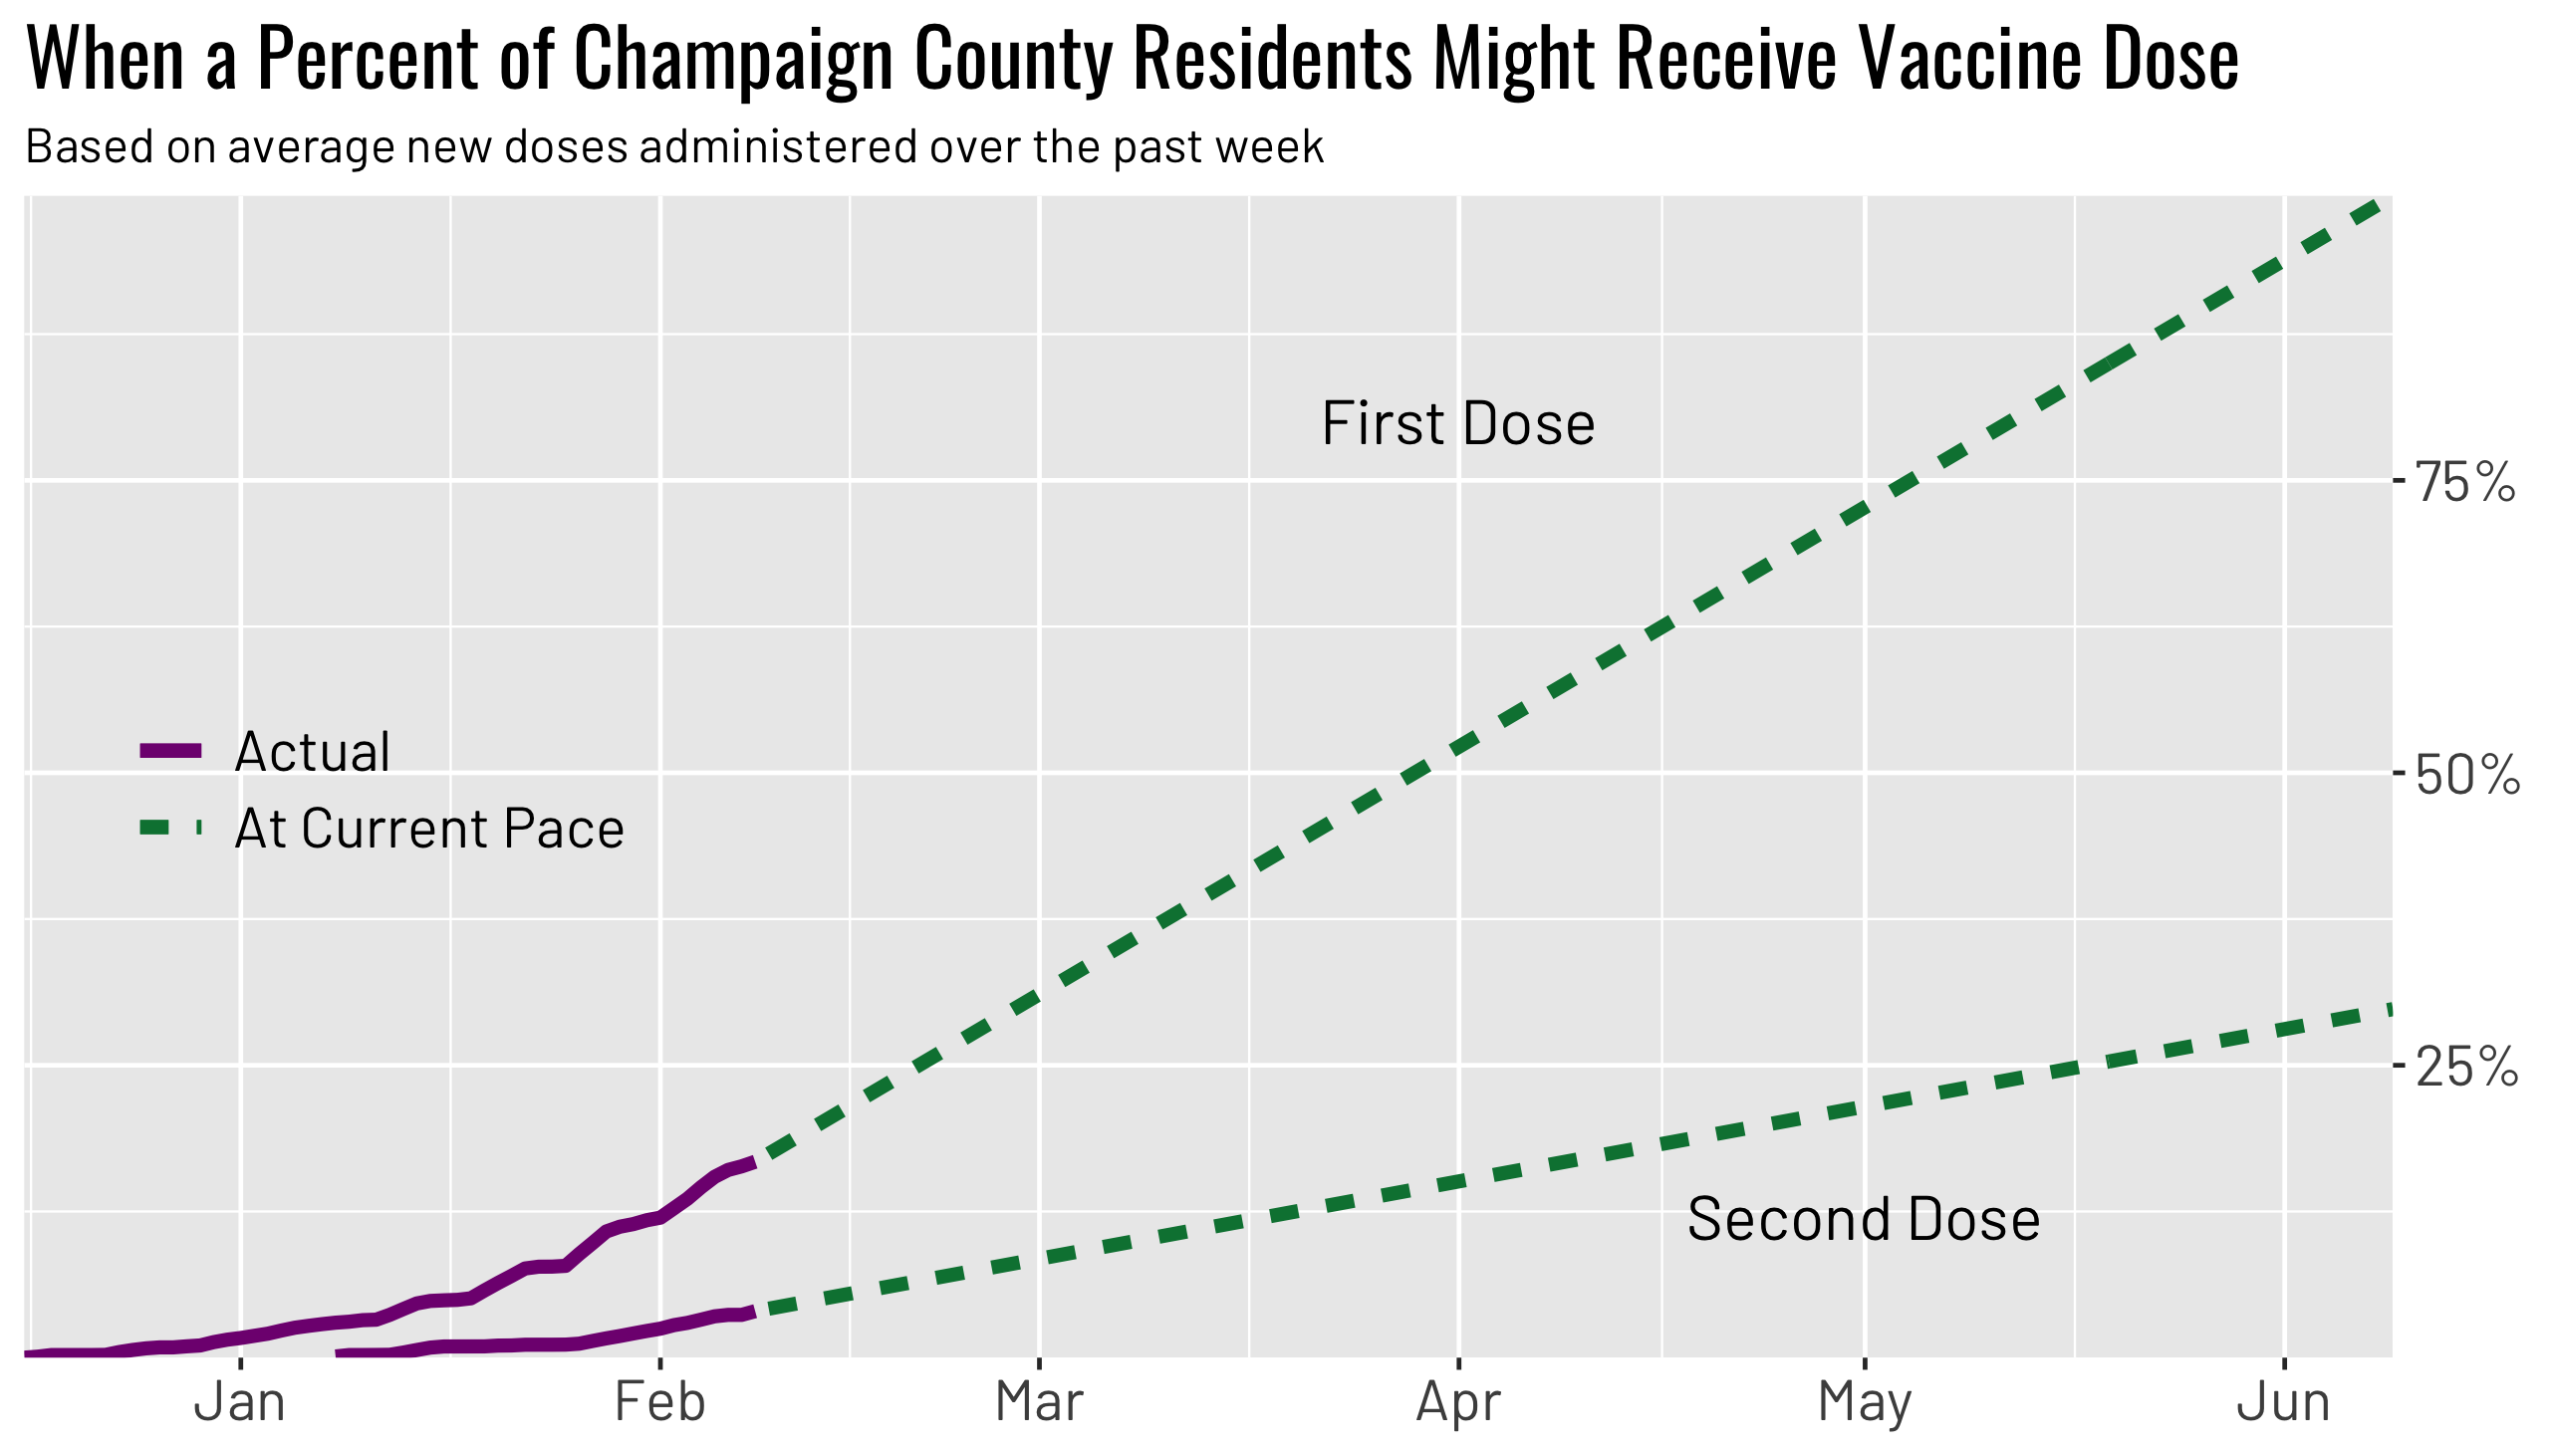 When a Percent of Champaign County Residents Might Receive Vaccine Dose
Based on average new doses administered over the past week
First Dose
75%
Actual
50%
At Current Pace
25%
Second Dose
Jan Feb Mar Apr May Jun